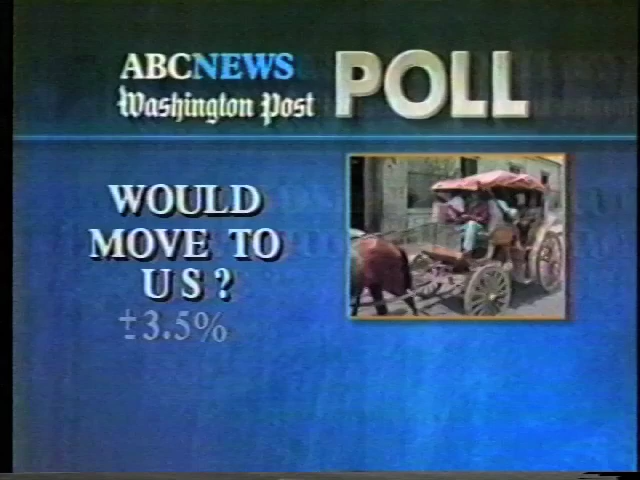 ABCNEWS
Washington Post
POLL
WOULD
MOVE TO
US?
±3.5%